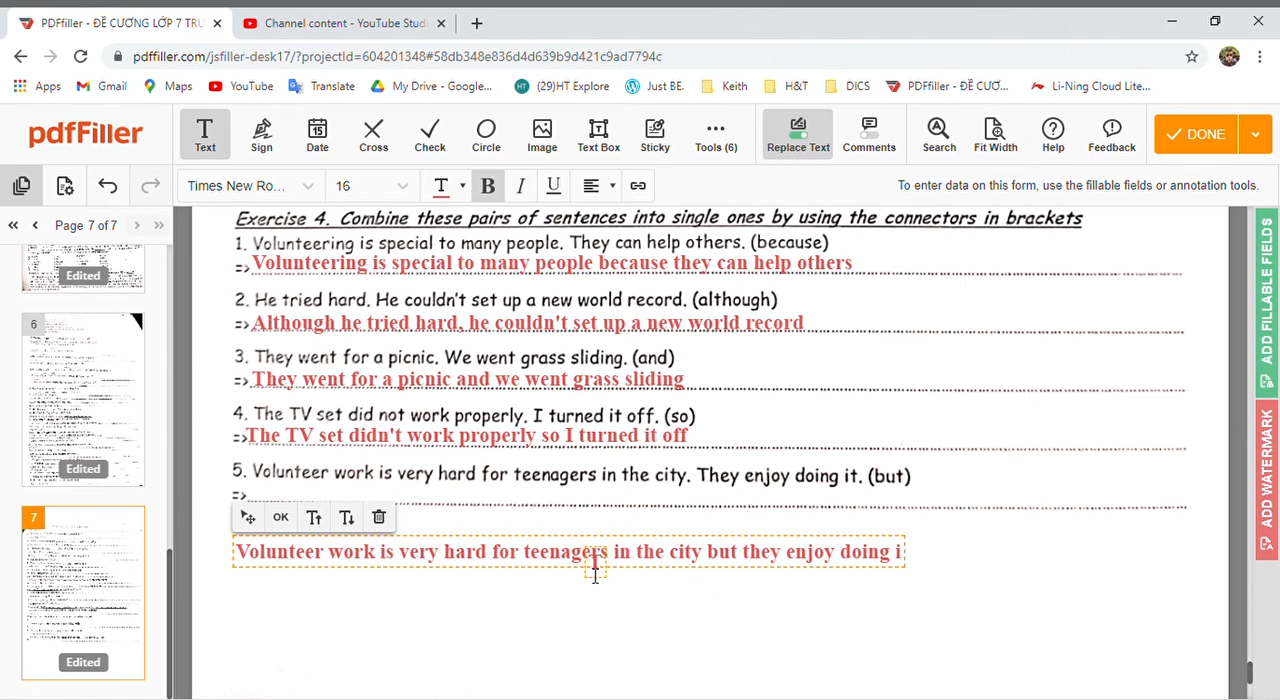 PDFfiller - ĐỀ CƯƠNG LỚP 7 TRU
Channel content - YouTube Studi
pdffiller.com/jsfiller-desk17/?projectId=604201348#58db348e836d4d639b9d421c9ad7794c
Apps Gmail Maps YouTube Translate My Drive - Google... (29)HT Explore Just BE. Keith H&T DICS PDFfiller - ĐỀ CƯƠ... Li-Ning Cloud Lite...
pdfFiller
Text Sign Date Cross Check Circle Image Text Box Sticky Tools (6) Replace Text Comments Search Fit Width Help Feedback DONE
Times New Ro... 16 T B I U To enter data on this form, use the fillable fields or annotation tools.
Page 7 of 7
Edited
6
Edited
7
Edited
Exercise 4. Combine these pairs of sentences into single ones by using the connectors in brackets
1. Volunteering is special to many people. They can help others. (because)
=> Volunteering is special to many people because they can help others
2. He tried hard. He couldn't set up a new world record. (although)
=> Although he tried hard, he couldn't set up a new world record
3. They went for a picnic. We went grass sliding. (and)
=> They went for a picnic and we went grass sliding
4. The TV set did not work properly. I turned it off. (so)
=> The TV set didn't work properly so I turned it off
5. Volunteer work is very hard for teenagers in the city. They enjoy doing it. (but)
=>
OK
Volunteer work is very hard for teenagers in the city but they enjoy doing i
ADD FILLABLE FIELDS
ADD WATERMARK